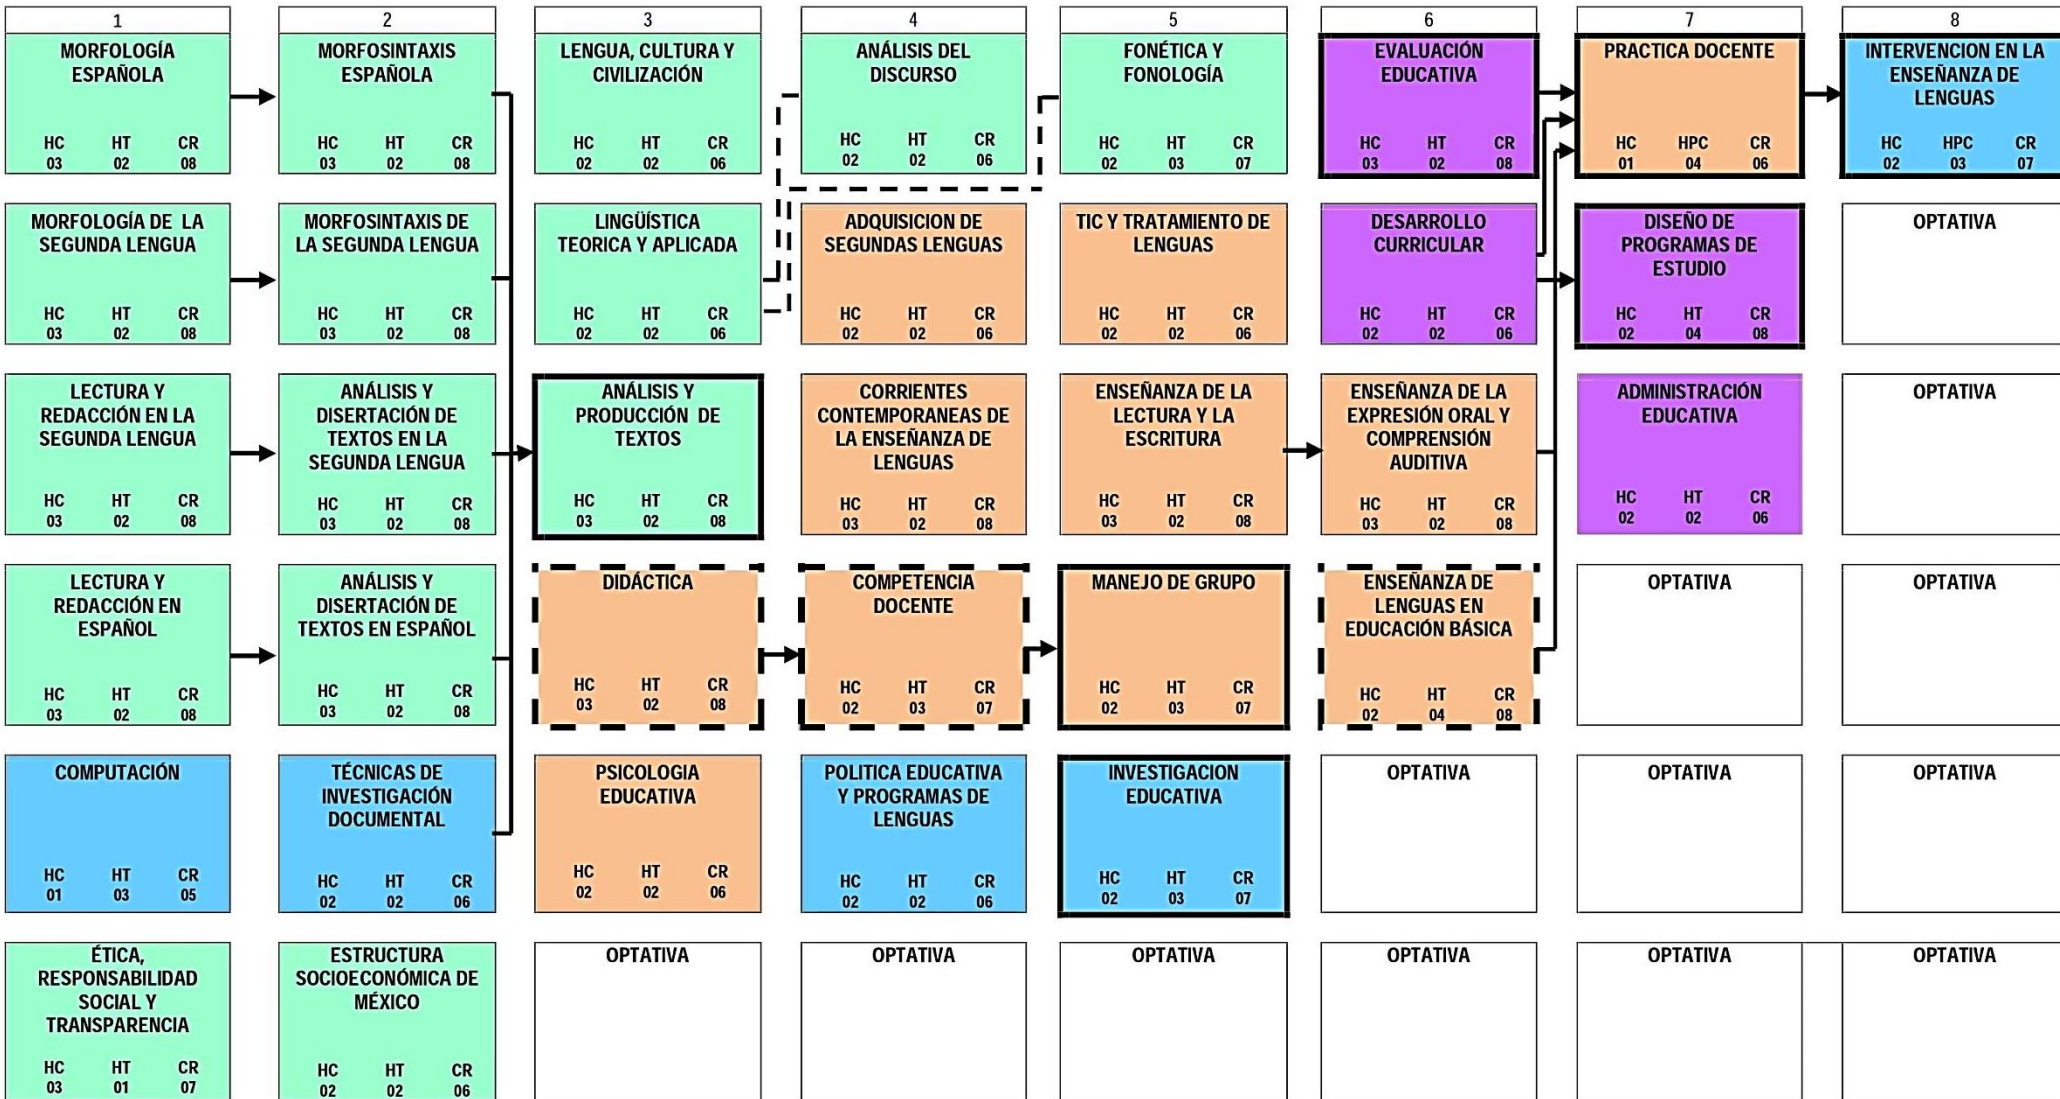 1
2
3
4
5
6
7
8
MORFOLOGÍA
ESPAÑOLA
HC HT CR
03 02 08
MORFOSINTAXIS
ESPAÑOLA
HC HT CR
03 02 08
LENGUA, CULTURA Y
CIVILIZACIÓN
HC HT CR
02 02 06
ANÁLISIS DEL
DISCURSO
HC HT CR
02 02 06
FONÉTICA Y
FONOLOGÍA
HC HT CR
02 03 07
EVALUACIÓN
EDUCATIVA
HC HT CR
03 02 08
PRACTICA DOCENTE
HC HPC CR
01 04 06
INTERVENCION EN LA
ENSEÑANZA DE
LENGUAS
HC HPC CR
02 03 07
MORFOLOGÍA DE LA
SEGUNDA LENGUA
HC HT CR
03 02 08
MORFOSINTAXIS DE
LA SEGUNDA LENGUA
HC HT CR
03 02 08
LINGÜÍSTICA
TEORICA Y APLICADA
HC HT CR
02 02 06
ADQUISICION DE
SEGUNDAS LENGUAS
HC HT CR
02 02 06
TIC Y TRATAMIENTO DE
LENGUAS
HC HT CR
02 02 06
DESARROLLO
CURRICULAR
HC HT CR
02 02 06
DISEÑO DE
PROGRAMAS DE
ESTUDIO
HC HT CR
02 04 08
OPTATIVA
LECTURA Y
REDACCIÓN EN LA
SEGUNDA LENGUA
HC HT CR
03 02 08
ANÁLISIS Y
DISERTACIÓN DE
TEXTOS EN LA
SEGUNDA LENGUA
HC HT CR
03 02 08
ANÁLISIS Y
PRODUCCIÓN DE
TEXTOS
HC HT CR
03 02 08
CORRIENTES
CONTEMPORANEAS DE
LA ENSEÑANZA DE
LENGUAS
HC HT CR
03 02 08
ENSEÑANZA DE LA
LECTURA Y LA
ESCRITURA
HC HT CR
03 02 08
ENSEÑANZA DE LA
EXPRESIÓN ORAL Y
COMPRENSIÓN
AUDITIVA
HC HT CR
03 02 08
ADMINISTRACIÓN
EDUCATIVA
HC HT CR
02 02 06
OPTATIVA
LECTURA Y
REDACCIÓN EN
ESPAÑOL
HC HT CR
03 02 08
ANÁLISIS Y
DISERTACIÓN DE
TEXTOS EN ESPAÑOL
HC HT CR
03 02 08
DIDÁCTICA
HC HT CR
03 02 08
COMPETENCIA
DOCENTE
HC HT CR
02 03 07
MANEJO DE GRUPO
HC HT CR
02 03 07
ENSEÑANZA DE
LENGUAS EN
EDUCACIÓN BÁSICA
HC HT CR
02 04 08
OPTATIVA
OPTATIVA
COMPUTACIÓN
HC HT CR
01 03 05
TÉCNICAS DE
INVESTIGACIÓN
DOCUMENTAL
HC HT CR
02 02 06
PSICOLOGIA
EDUCATIVA
HC HT CR
02 02 06
POLITICA EDUCATIVA
Y PROGRAMAS DE
LENGUAS
HC HT CR
02 02 06
INVESTIGACION
EDUCATIVA
HC HT CR
02 03 07
OPTATIVA
OPTATIVA
OPTATIVA
ÉTICA,
RESPONSABILIDAD
SOCIAL Y
TRANSPARENCIA
HC HT CR
03 01 07
ESTRUCTURA
SOCIOECONÓMICA DE
MÉXICO
HC HT CR
02 02 06
OPTATIVA
OPTATIVA
OPTATIVA
OPTATIVA
OPTATIVA
OPTATIVA